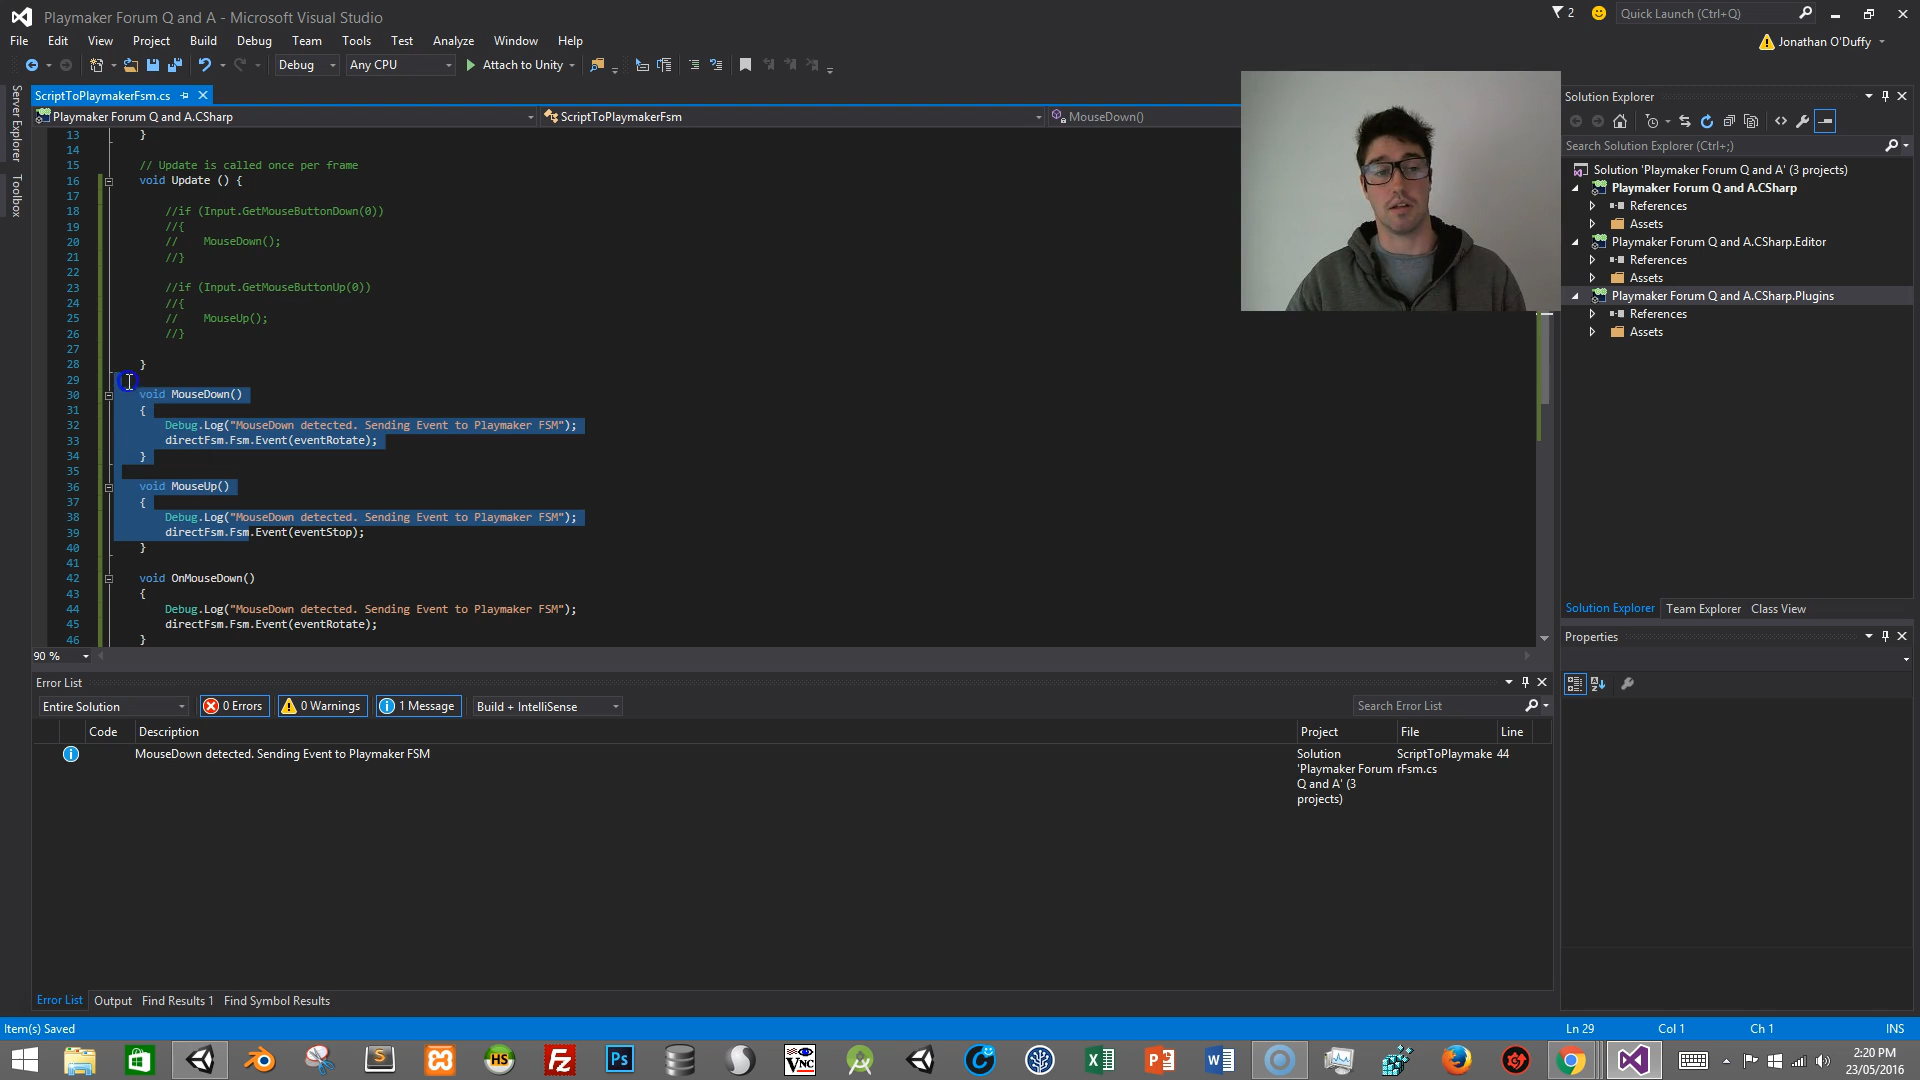 Playmaker Forum Q and A - Microsoft Visual Studio
2
Quick Launch (Ctrl+Q)
File Edit View Project Build Debug Team Tools Test Analyze Window Help
Jonathan O'Duffy
Debug Any CPU Attach to Unity
Server Explorer
Toolbox
ScriptToPlaymakerFsm.cs
Playmaker Forum Q and A.CSharp ScriptToPlaymakerFsm MouseDown()
13 }
14
15 // Update is called once per frame
16 void Update () {
17
18 //if (Input.GetMouseButtonDown(0))
19 //{
20 // MouseDown();
21 //}
22
23 //if (Input.GetMouseButtonUp(0))
24 //{
25 // MouseUp();
26 //}
27
28 }
29
30 void MouseDown()
31 {
32 Debug.Log("MouseDown detected. Sending Event to Playmaker FSM");
33 directFsm.Fsm.Event(eventRotate);
34 }
35
36 void MouseUp()
37 {
38 Debug.Log("MouseDown detected. Sending Event to Playmaker FSM");
39 directFsm.Fsm.Event(eventStop);
40 }
41
42 void OnMouseDown()
43 {
44 Debug.Log("MouseDown detected. Sending Event to Playmaker FSM");
45 directFsm.Fsm.Event(eventRotate);
46 }
90 %
Solution Explorer
Search Solution Explorer (Ctrl+;)
Solution 'Playmaker Forum Q and A' (3 projects)
Playmaker Forum Q and A.CSharp
References
Assets
Playmaker Forum Q and A.CSharp.Editor
References
Assets
Playmaker Forum Q and A.CSharp.Plugins
References
Assets
Solution Explorer Team Explorer Class View
Properties
Error List
Entire Solution 0 Errors 0 Warnings 1 Message Build + IntelliSense Search Error List
Code Description Project File Line
MouseDown detected. Sending Event to Playmaker FSM Solution ScriptToPlaymake 44
'Playmaker Forum rFsm.cs
Q and A' (3
projects)
Error List Output Find Results 1 Find Symbol Results
Item(s) Saved Ln 29 Col 1 Ch 1 INS
2:20 PM
23/05/2016